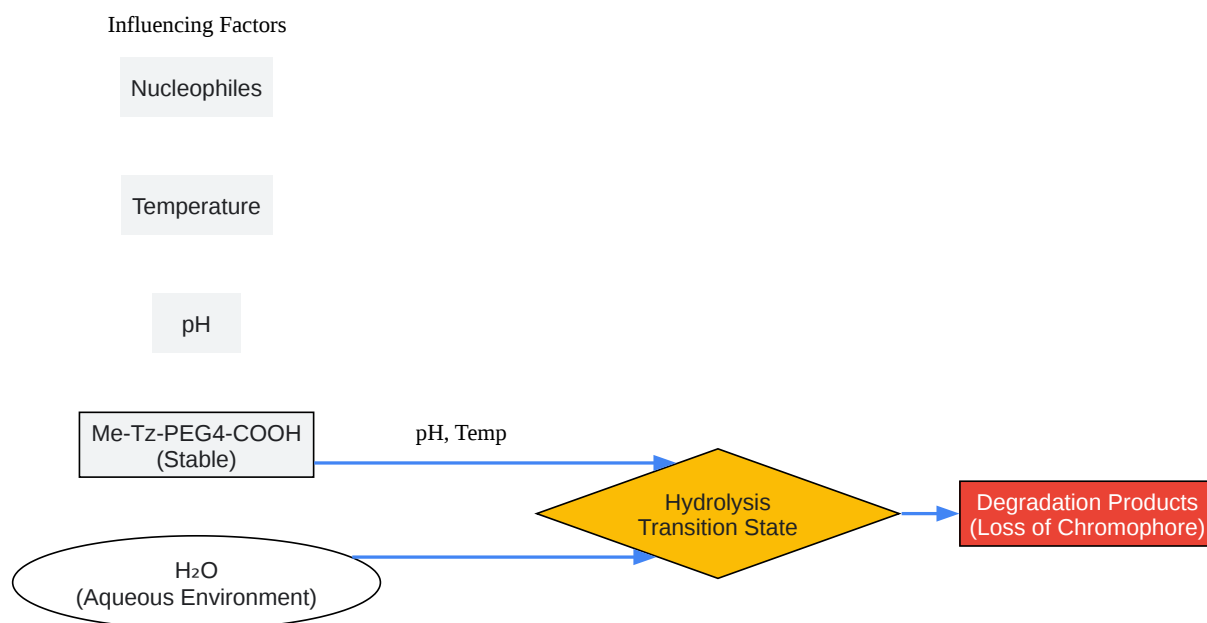 Influencing Factors
Nucleophiles
Temperature
pH
Me-Tz-PEG4-COOH
(Stable)
pH, Temp
Hydrolysis
Transition State
Degradation Products
(Loss of Chromophore)
H₂O
(Aqueous Environment)